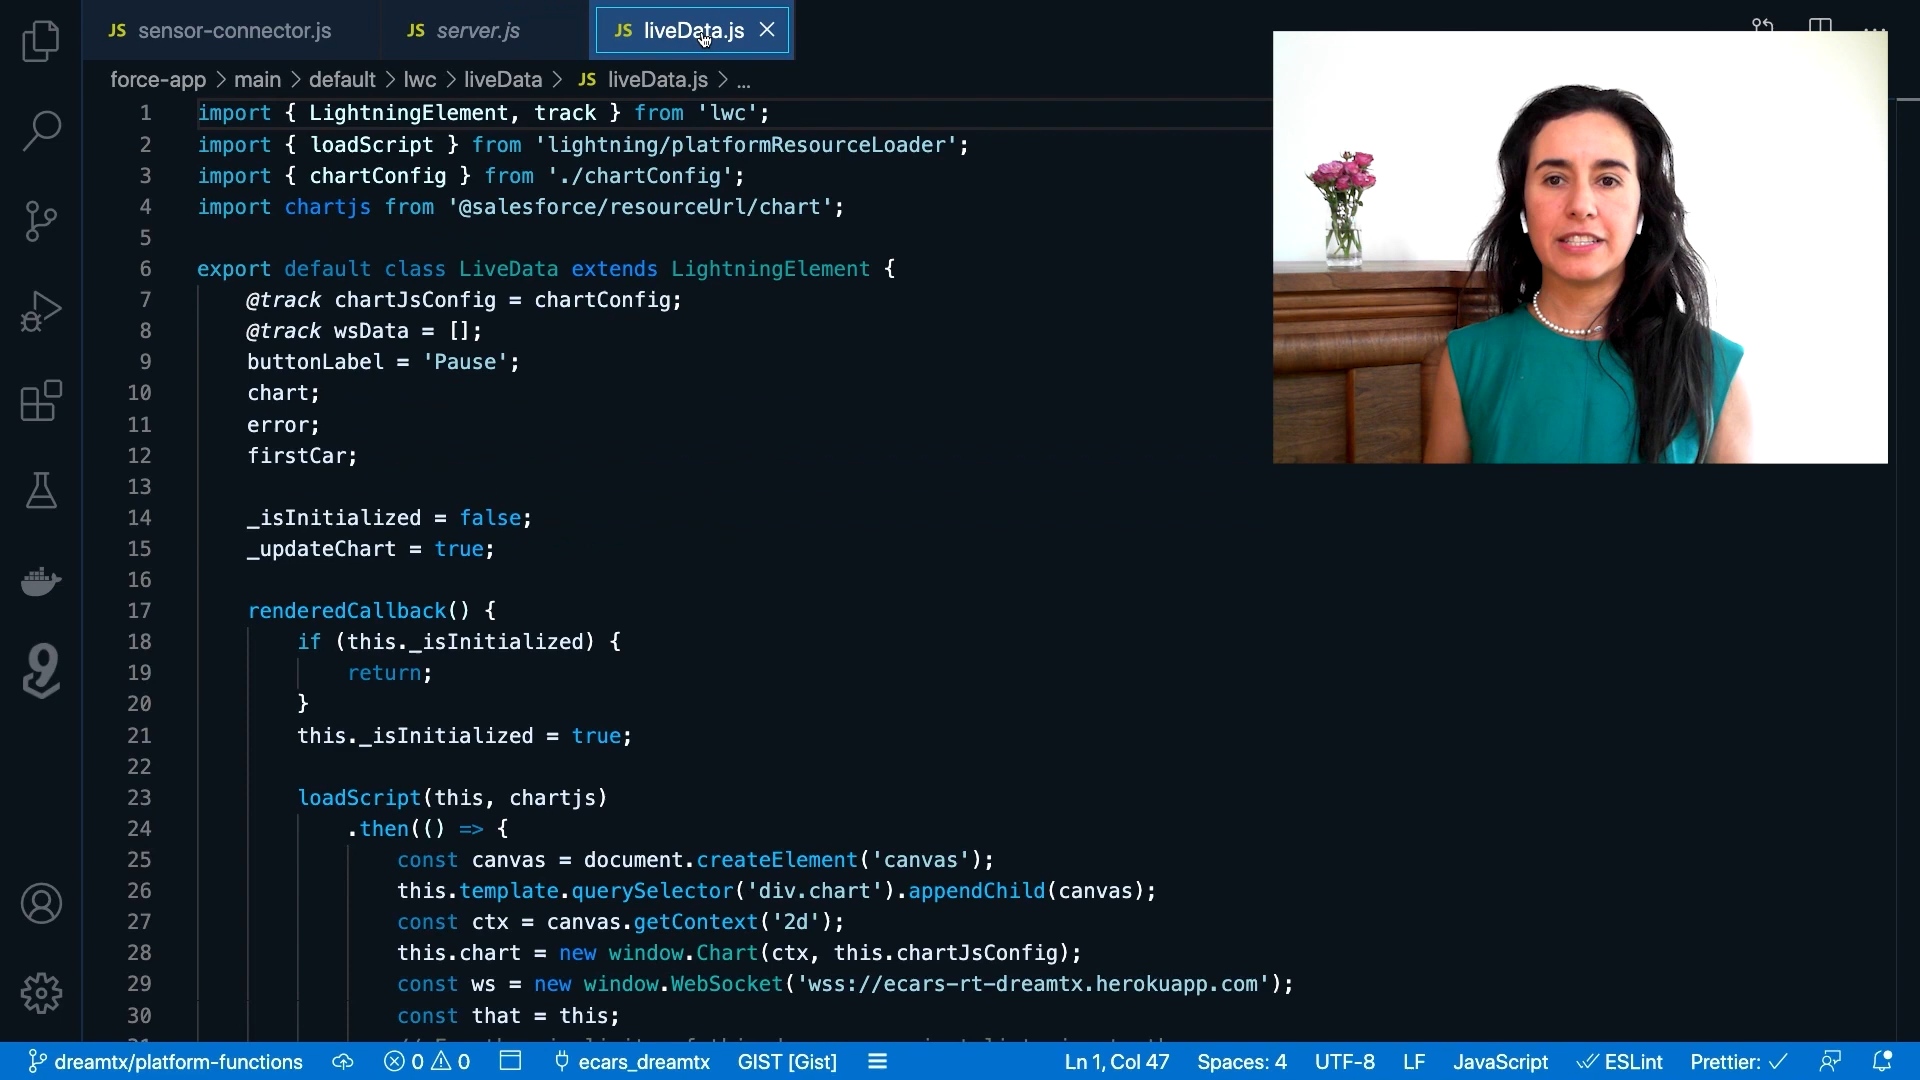 JS sensor-connector.js JS server.js JS liveData.js
force-app > main > default > lwc > liveData > JS liveData.js > ...
1 import { LightningElement, track } from 'lwc';
2 import { loadScript } from 'lightning/platformResourceLoader';
3 import { chartConfig } from './chartConfig';
4 import chartjs from '@salesforce/resourceUrl/chart';
5
6 export default class LiveData extends LightningElement {
7 @track chartJsConfig = chartConfig;
8 @track wsData = [];
9 buttonLabel = 'Pause';
10 chart;
11 error;
12 firstCar;
13
14 _isInitialized = false;
15 _updateChart = true;
16
17 renderedCallback() {
18 if (this._isInitialized) {
19 return;
20 }
21 this._isInitialized = true;
22
23 loadScript(this, chartjs)
24 .then(() => {
25 const canvas = document.createElement('canvas');
26 this.template.querySelector('div.chart').appendChild(canvas);
27 const ctx = canvas.getContext('2d');
28 this.chart = new window.Chart(ctx, this.chartJsConfig);
29 const ws = new window.WebSocket('wss://ecars-rt-dreamtx.herokuapp.com');
30 const that = this;
dreamtx/platform-functions 0 0 ecars_dreamtx GIST [Gist] Ln 1, Col 47 Spaces: 4 UTF-8 LF JavaScript ESLint Prettier: ✓